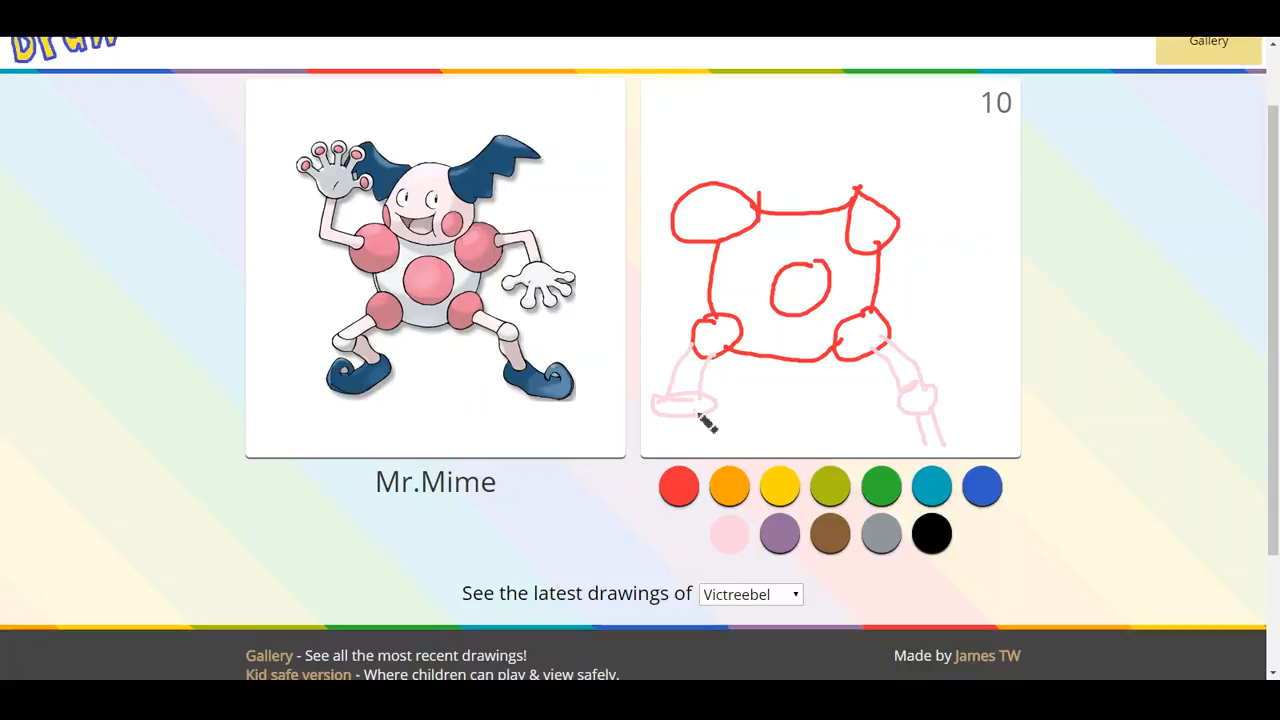 Draw
Gallery
10
Mr.Mime
See the latest drawings of Victreebel
Gallery - See all the most recent drawings!
Made by James TW
Kid safe version - Where children can play & view safely.